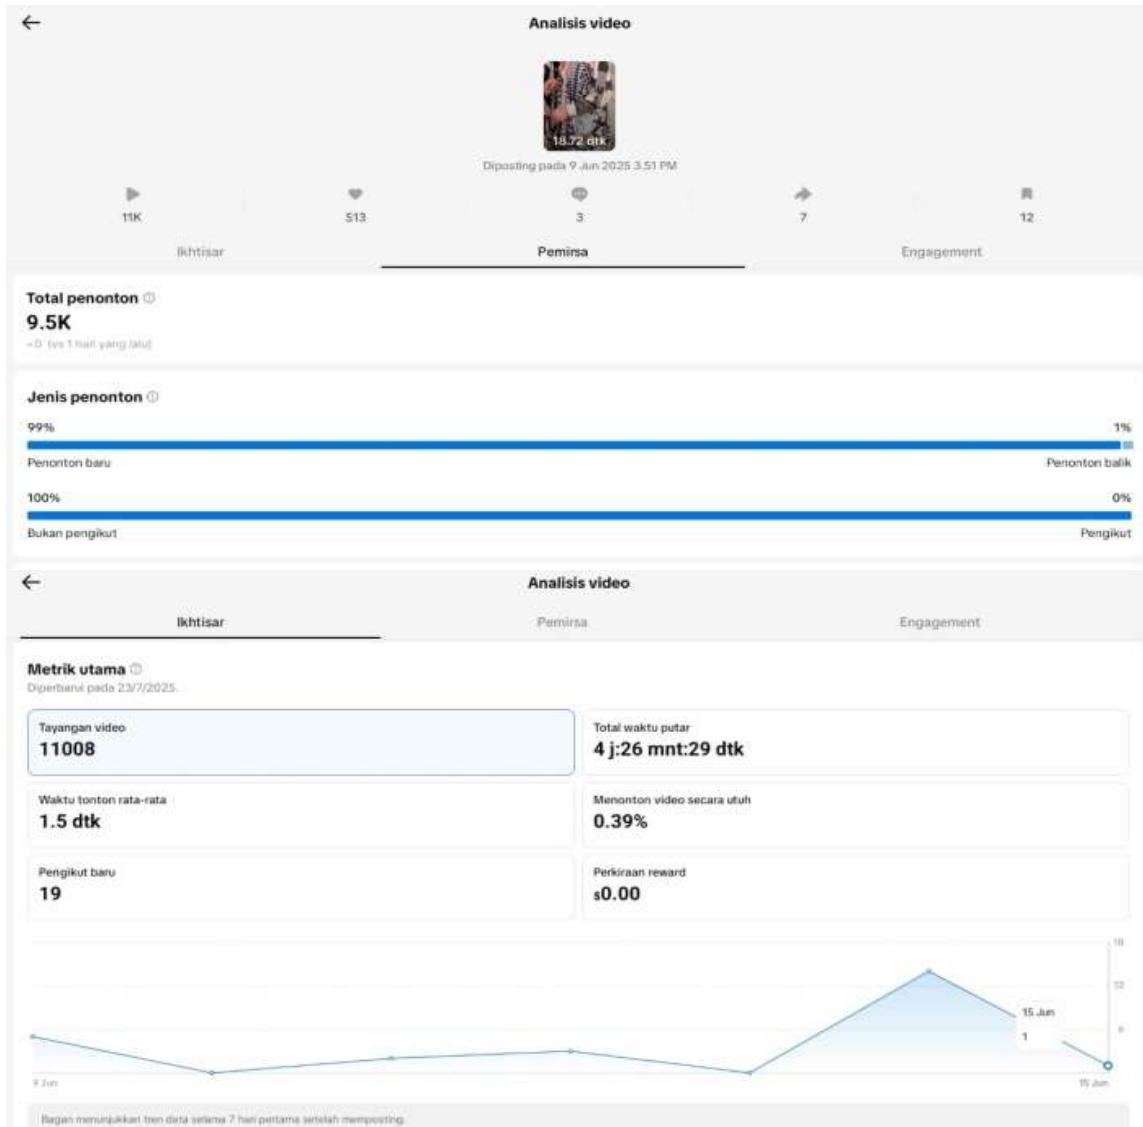 Analisis video
18.72 dtk
Diposting pada 9 Jun 2025 3.51 PM
11K 513 3 7 12
Ikhtisar Pemirsa Engagement
Total penonton
9.5K
+0 (vs 1 hari yang lalu)
Jenis penonton
99% 1%
Penonton baru Penonton balik
100% 0%
Bukan pengikut Pengikut
Analisis video
Ikhtisar Pemirsa Engagement
Metrik utama
Diperbarui pada 23/7/2025.
Tayangan video Total waktu putar
11008 4 j:26 mnt:29 dtk
Waktu tonton rata-rata Menonton video secara utuh
1.5 dtk 0.39%
Pengikut baru Perkiraan reward
19 $0.00
18
12
15 Jun
1
6
9 Jun 15 Jun
Bagan menunjukkan tren data selama 7 hari pertama setelah memposting.